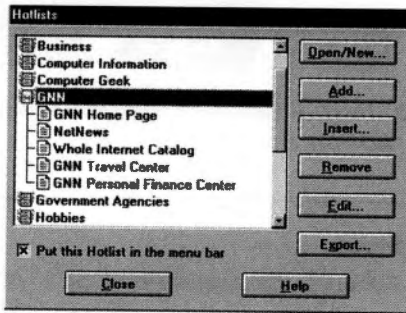 Hotlists
Business
Computer Information
Computer Geek
GNN
GNN Home Page
NetNews
Whole Internet Catalog
GNN Travel Center
GNN Personal Finance Center
Government Agencies
Hobbies
Put this Hotlist in the menu bar
Open/New...
Add...
Insert...
Remove
Edit...
Export...
Close
Help